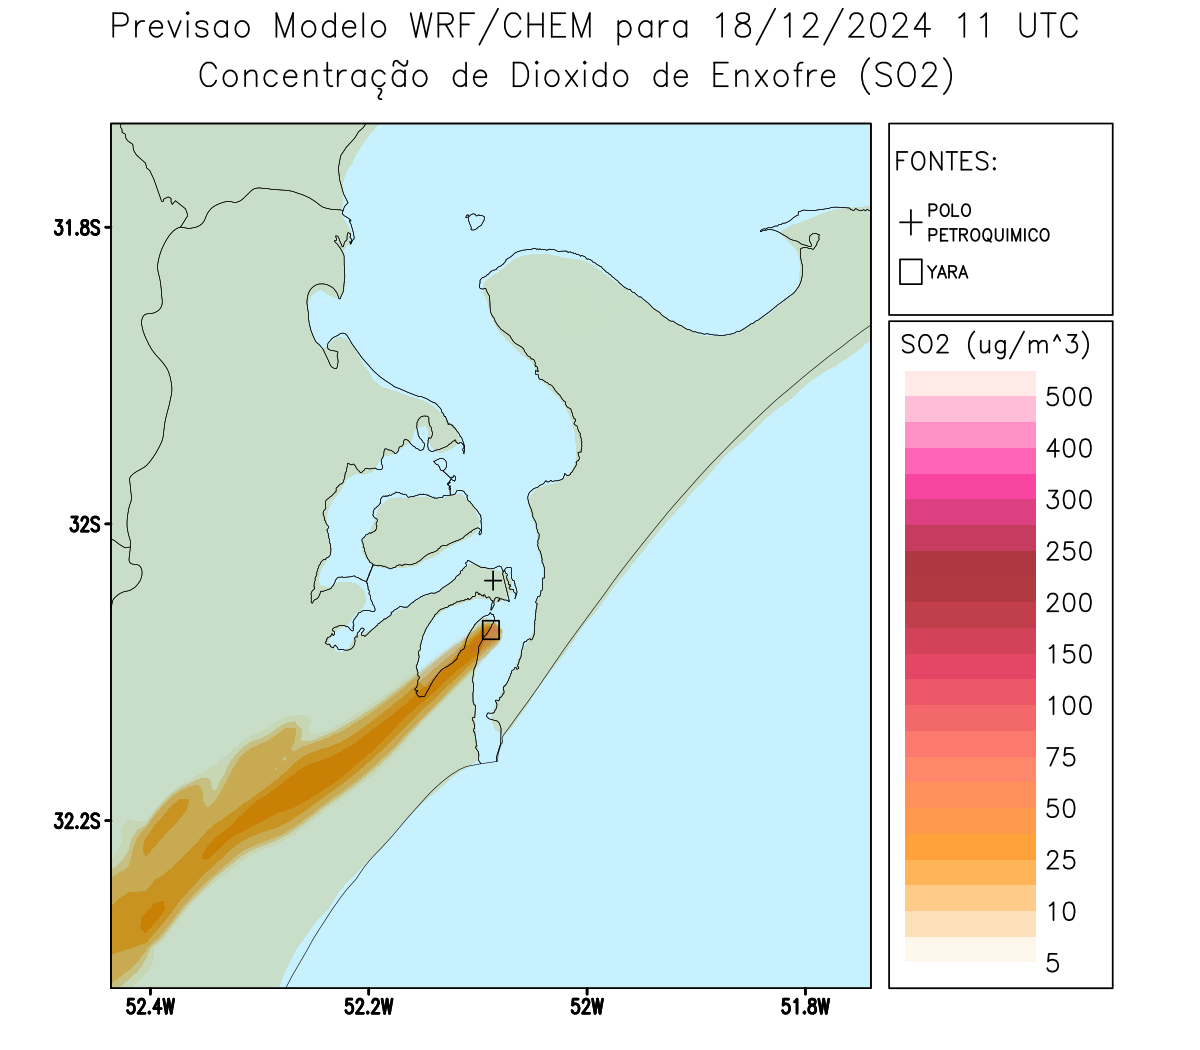 Previsao Modelo WRF/CHEM para 18/12/2024 11 UTC
Concentração de Dioxido de Enxofre (SO2)
FONTES:
POLO
PETROQUIMICO
YARA
31.8S
32S
32.2S
52.4W
52.2W
52W
51.8W
SO2 (ug/m^3)
500
400
300
250
200
150
100
75
50
25
10
5